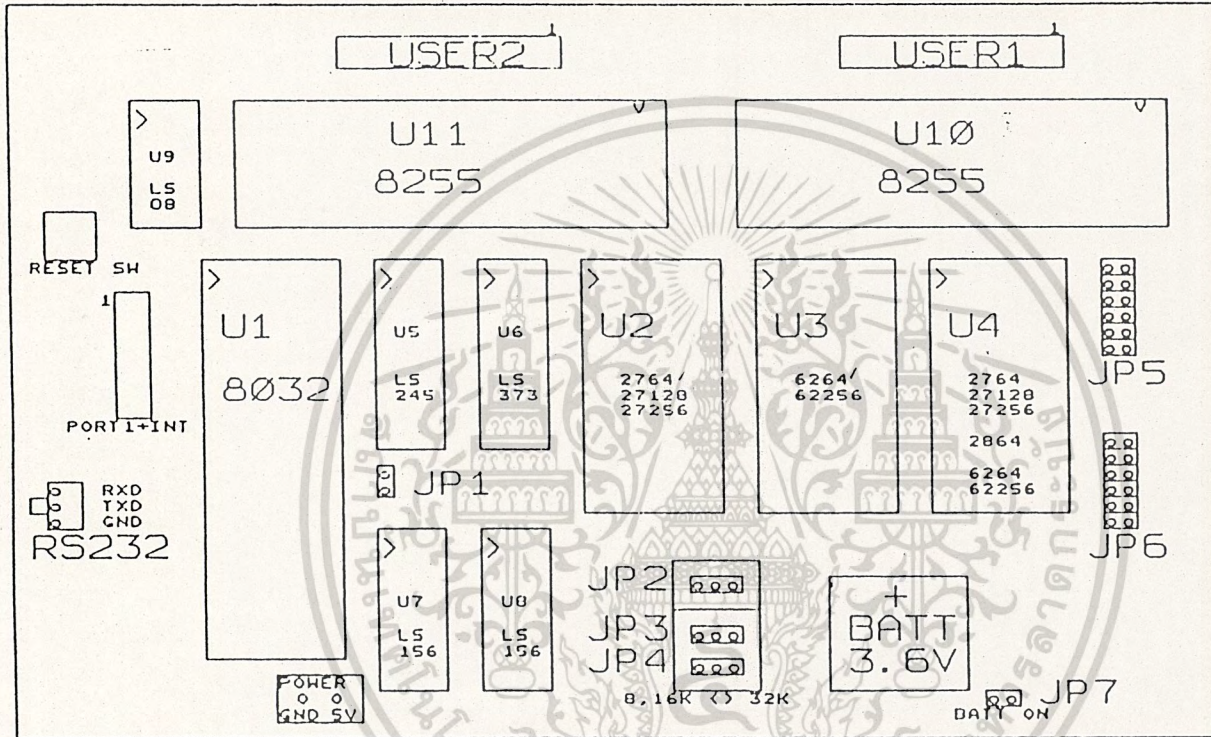 1
USER2
1
USER1
U9
LS
08
U11
8255
U10
8255
RESET SW
1
PORT1+INT
RXD
TXD
GND
RS232
U1
8032
U5
LS
245
U6
LS
373
JP1
U2
2764/
27128
27256
U3
6264/
62256
U4
2764
27128
27256
2864
6264
62256
JP5
JP6
U7
LS
156
U8
LS
156
JP2
JP3
JP4
8,16K <> 32K
+
BATT
3.6V
JP7
BATT ON
POWER
GND 5V